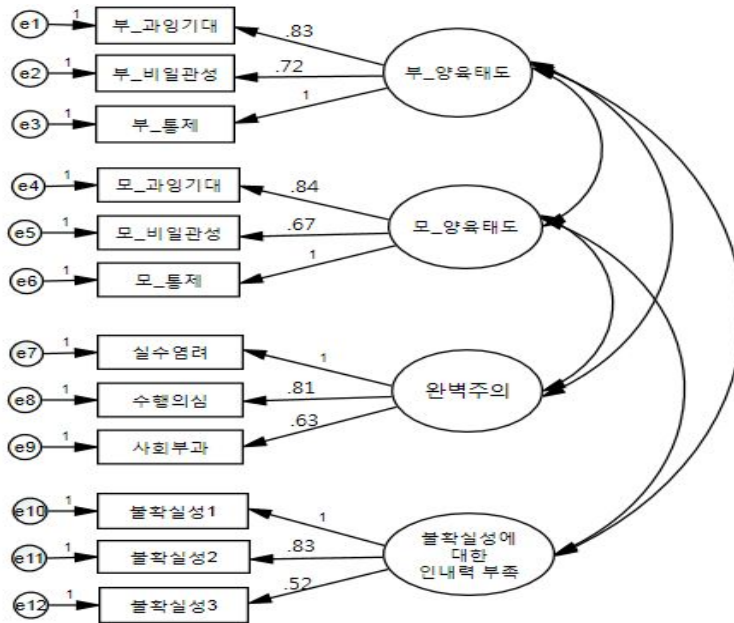 e1
1
부_과잉기대
.83
e2
1
부_비일관성
.72
e3
1
부_통제
1
부_양육태도
e4
1
모_과잉기대
.84
e5
1
모_비일관성
.67
e6
1
모_통제
1
모_양육태도
e7
1
실수염려
1
e8
1
수행의심
.81
e9
1
사회부과
.63
완벽주의
e10
1
불확실성1
1
e11
1
불확실성2
.83
e12
1
불확실성3
.52
불확실성에
대한
인내력 부족